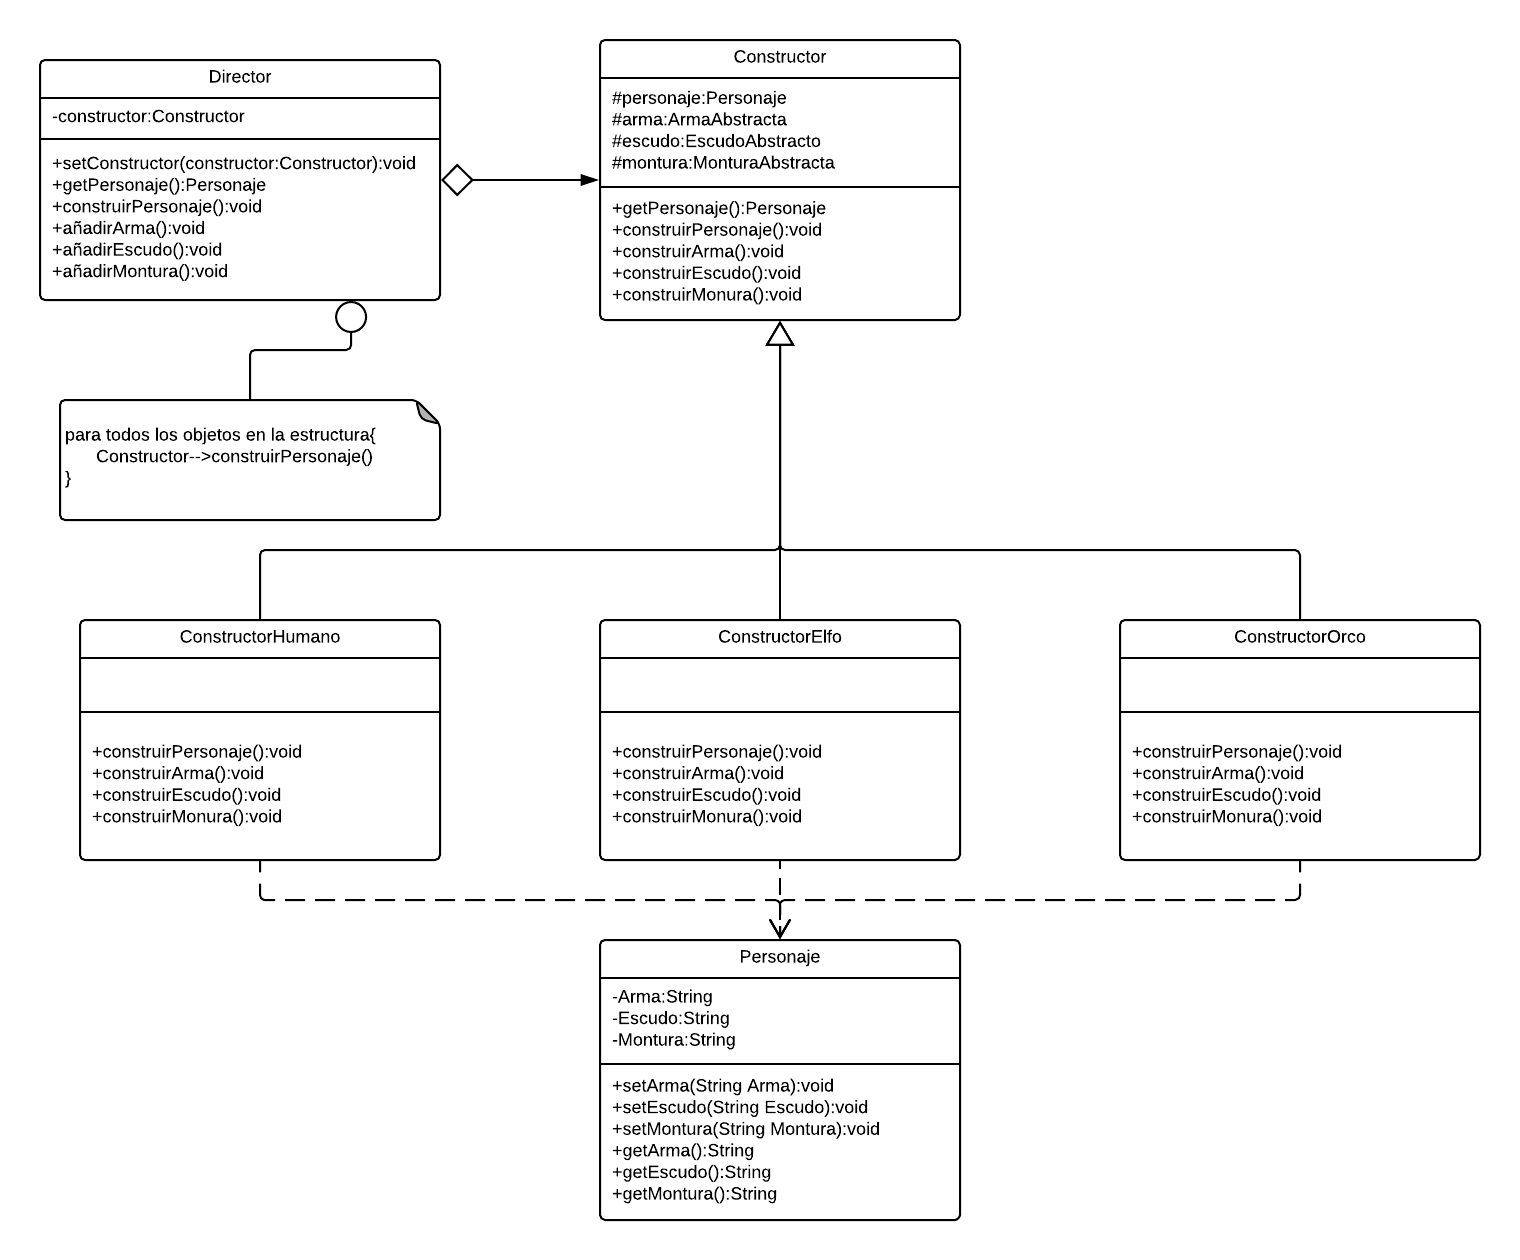 Director
-constructor:Constructor
+setConstructor(constructor:Constructor):void
+getPersonaje():Personaje
+construirPersonaje():void
+añadirArma():void
+añadirEscudo():void
+añadirMontura():void
Constructor
#personaje:Personaje
#arma:ArmaAbstracta
#escudo:EscudoAbstracto
#montura:MonturaAbstracta
+getPersonaje():Personaje
+construirPersonaje():void
+construirArma():void
+construirEscudo():void
+construirMonura():void
para todos los objetos en la estructura{
Constructor-->construirPersonaje()
}
ConstructorHumano
+construirPersonaje():void
+construirArma():void
+construirEscudo():void
+construirMonura():void
ConstructorElfo
+construirPersonaje():void
+construirArma():void
+construirEscudo():void
+construirMonura():void
ConstructorOrco
+construirPersonaje():void
+construirArma():void
+construirEscudo():void
+construirMonura():void
Personaje
-Arma:String
-Escudo:String
-Montura:String
+setArma(String Arma):void
+setEscudo(String Escudo):void
+setMontura(String Montura):void
+getArma():String
+getEscudo():String
+getMontura():String